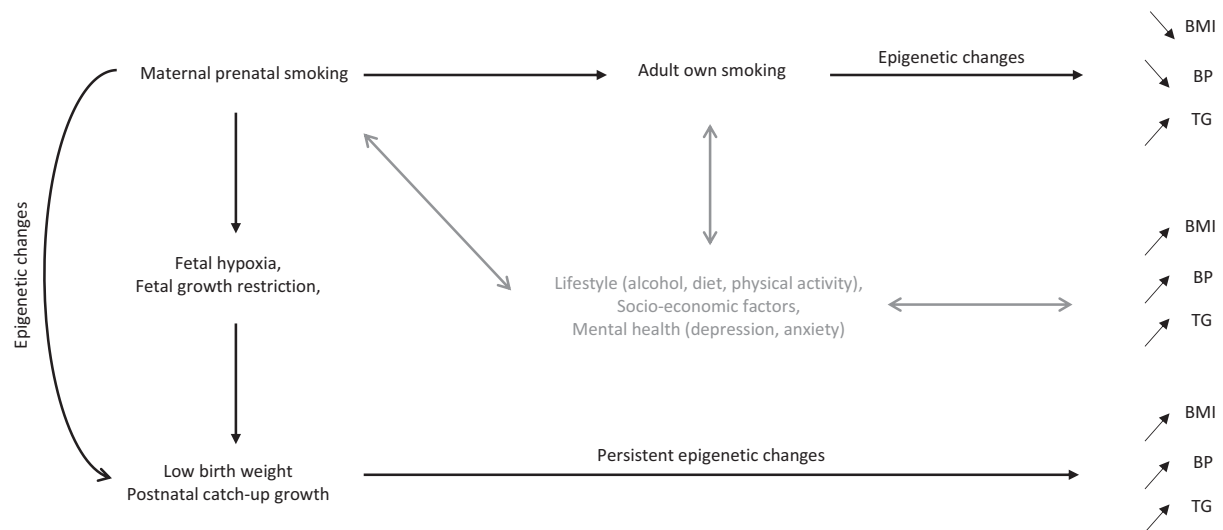 BMI
Maternal prenatal smoking
Adult own smoking
Epigenetic changes
BP
TG
Epigenetic changes
Fetal hypoxia,
Fetal growth restriction,
Lifestyle (alcohol, diet, physical activity),
Socio-economic factors,
Mental health (depression, anxiety)
BMI
BP
TG
Low birth weight
Postnatal catch-up growth
Persistent epigenetic changes
BMI
BP
TG